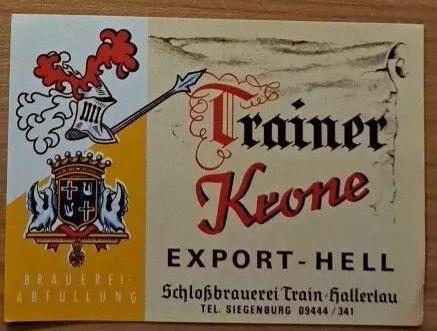 Trainer
Krone
EXPORT-HELL
Schloßbrauerei Train-Hallertau
TEL. SIEGENBURG 09444/341
BRAUEREI-
ABFÜLLUNG